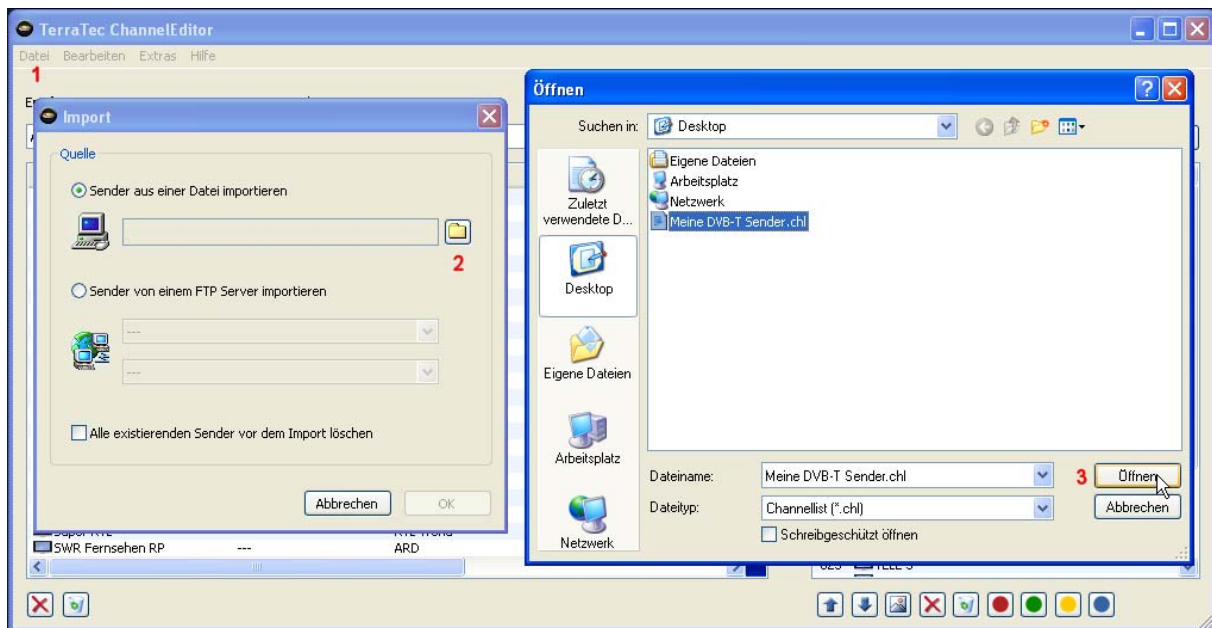 TerraTec ChannelEditor
Datei Bearbeiten Extras Hilfe
1
Import
Quelle
Sender aus einer Datei importieren
2
Sender von einem FTP Server importieren
---
---
Alle existierenden Sender vor dem Import löschen
Abbrechen OK
SWR Fernsehen RP --- ARD
Öffnen
Suchen in: Desktop
Zuletzt verwendete D...
Desktop
Eigene Dateien
Arbeitsplatz
Netzwerk
Eigene Dateien
Arbeitsplatz
Netzwerk
Meine DVB-T Sender.chl
Dateiname: Meine DVB-T Sender.chl 3 Öffnen
Dateityp: Channellist (*.chl) Abbrechen
Schreibgeschützt öffnen